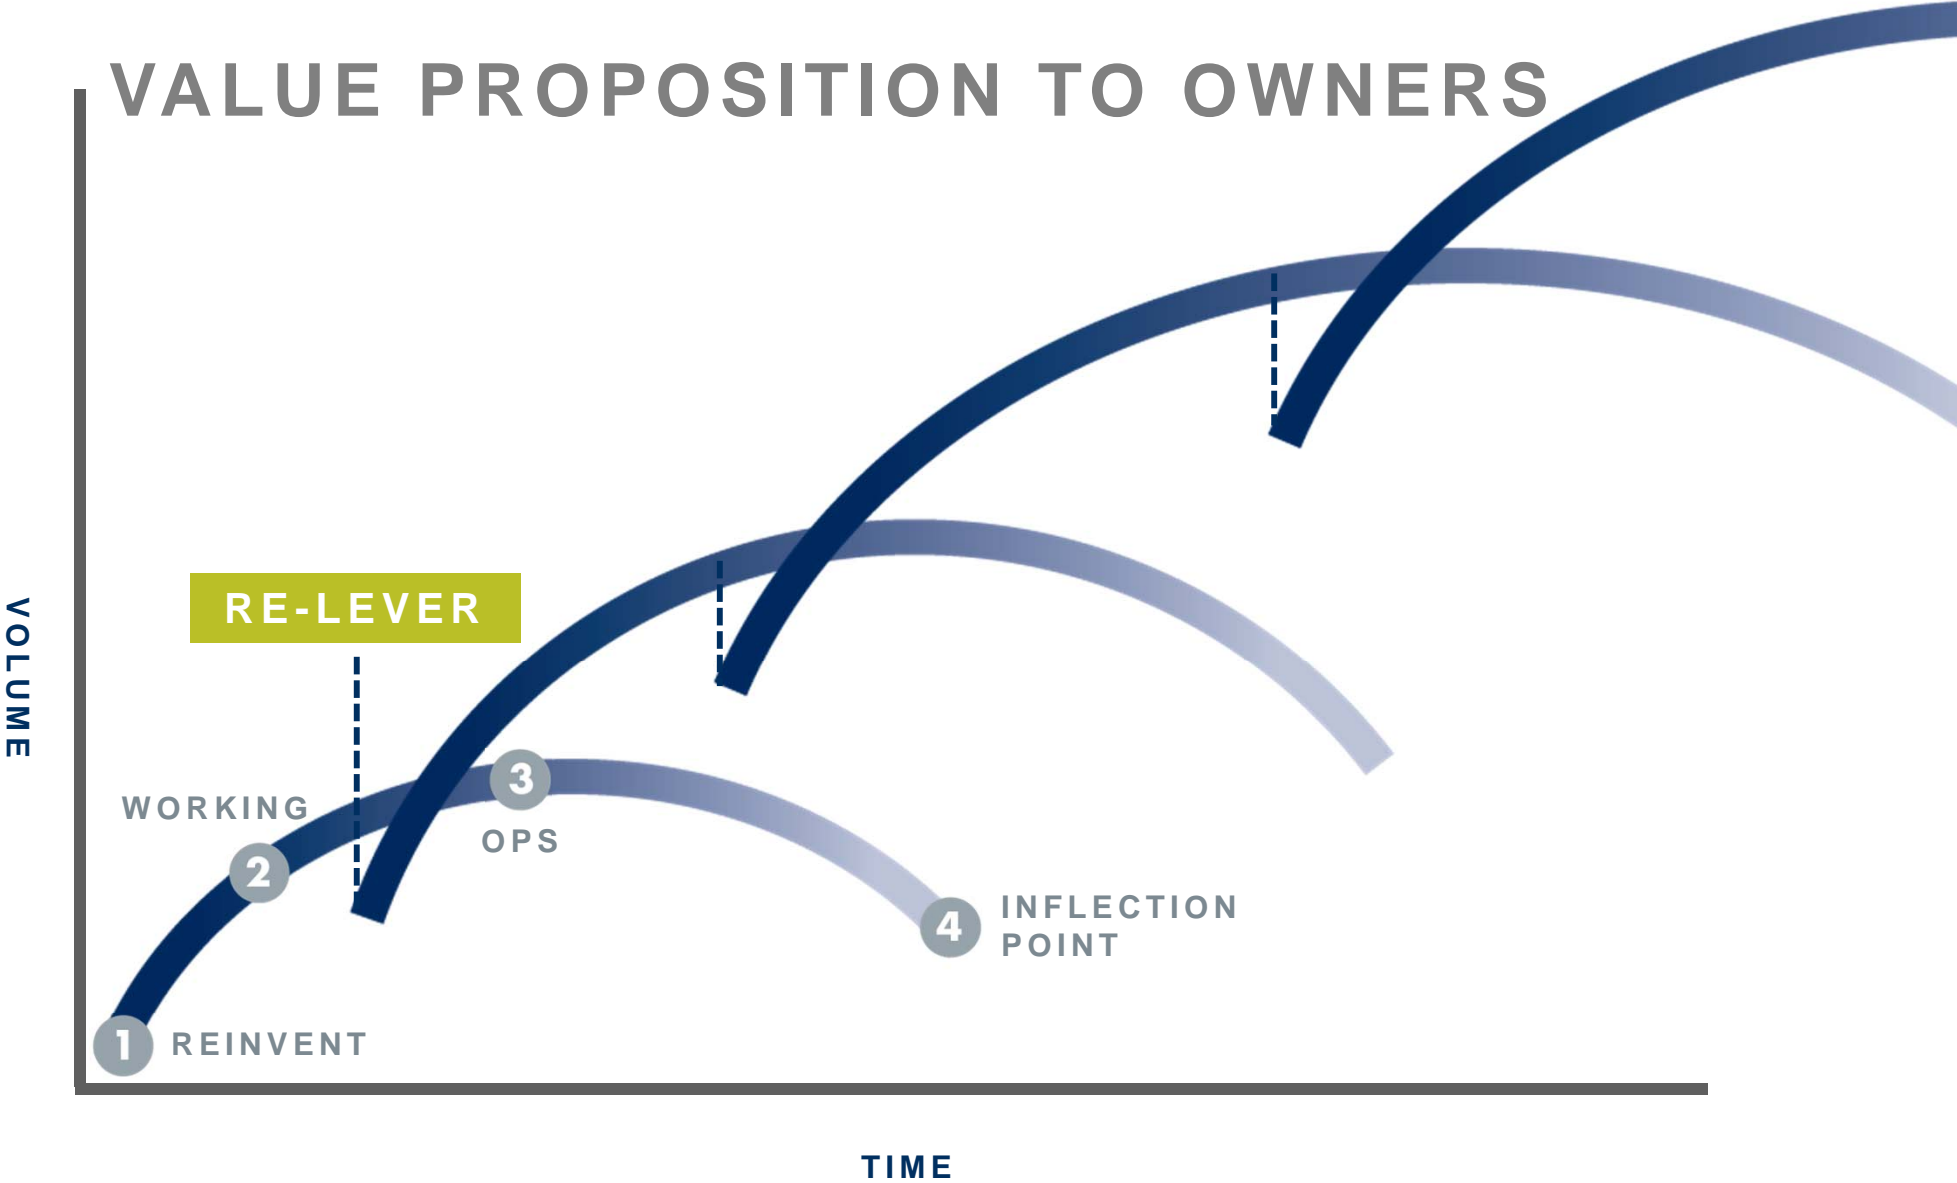 VALUE PROPOSITION TO OWNERS
RE-LEVER
VOLUME
WORKING
3
OPS
2
4
INFLECTION
POINT
1
REINVENT
TIME